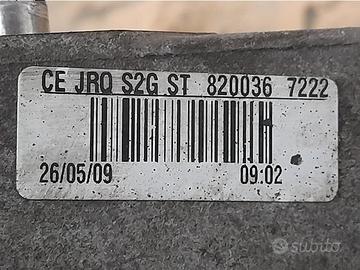 CE JRQ S2G ST 820036 7222
26/05/09 09:02
subito